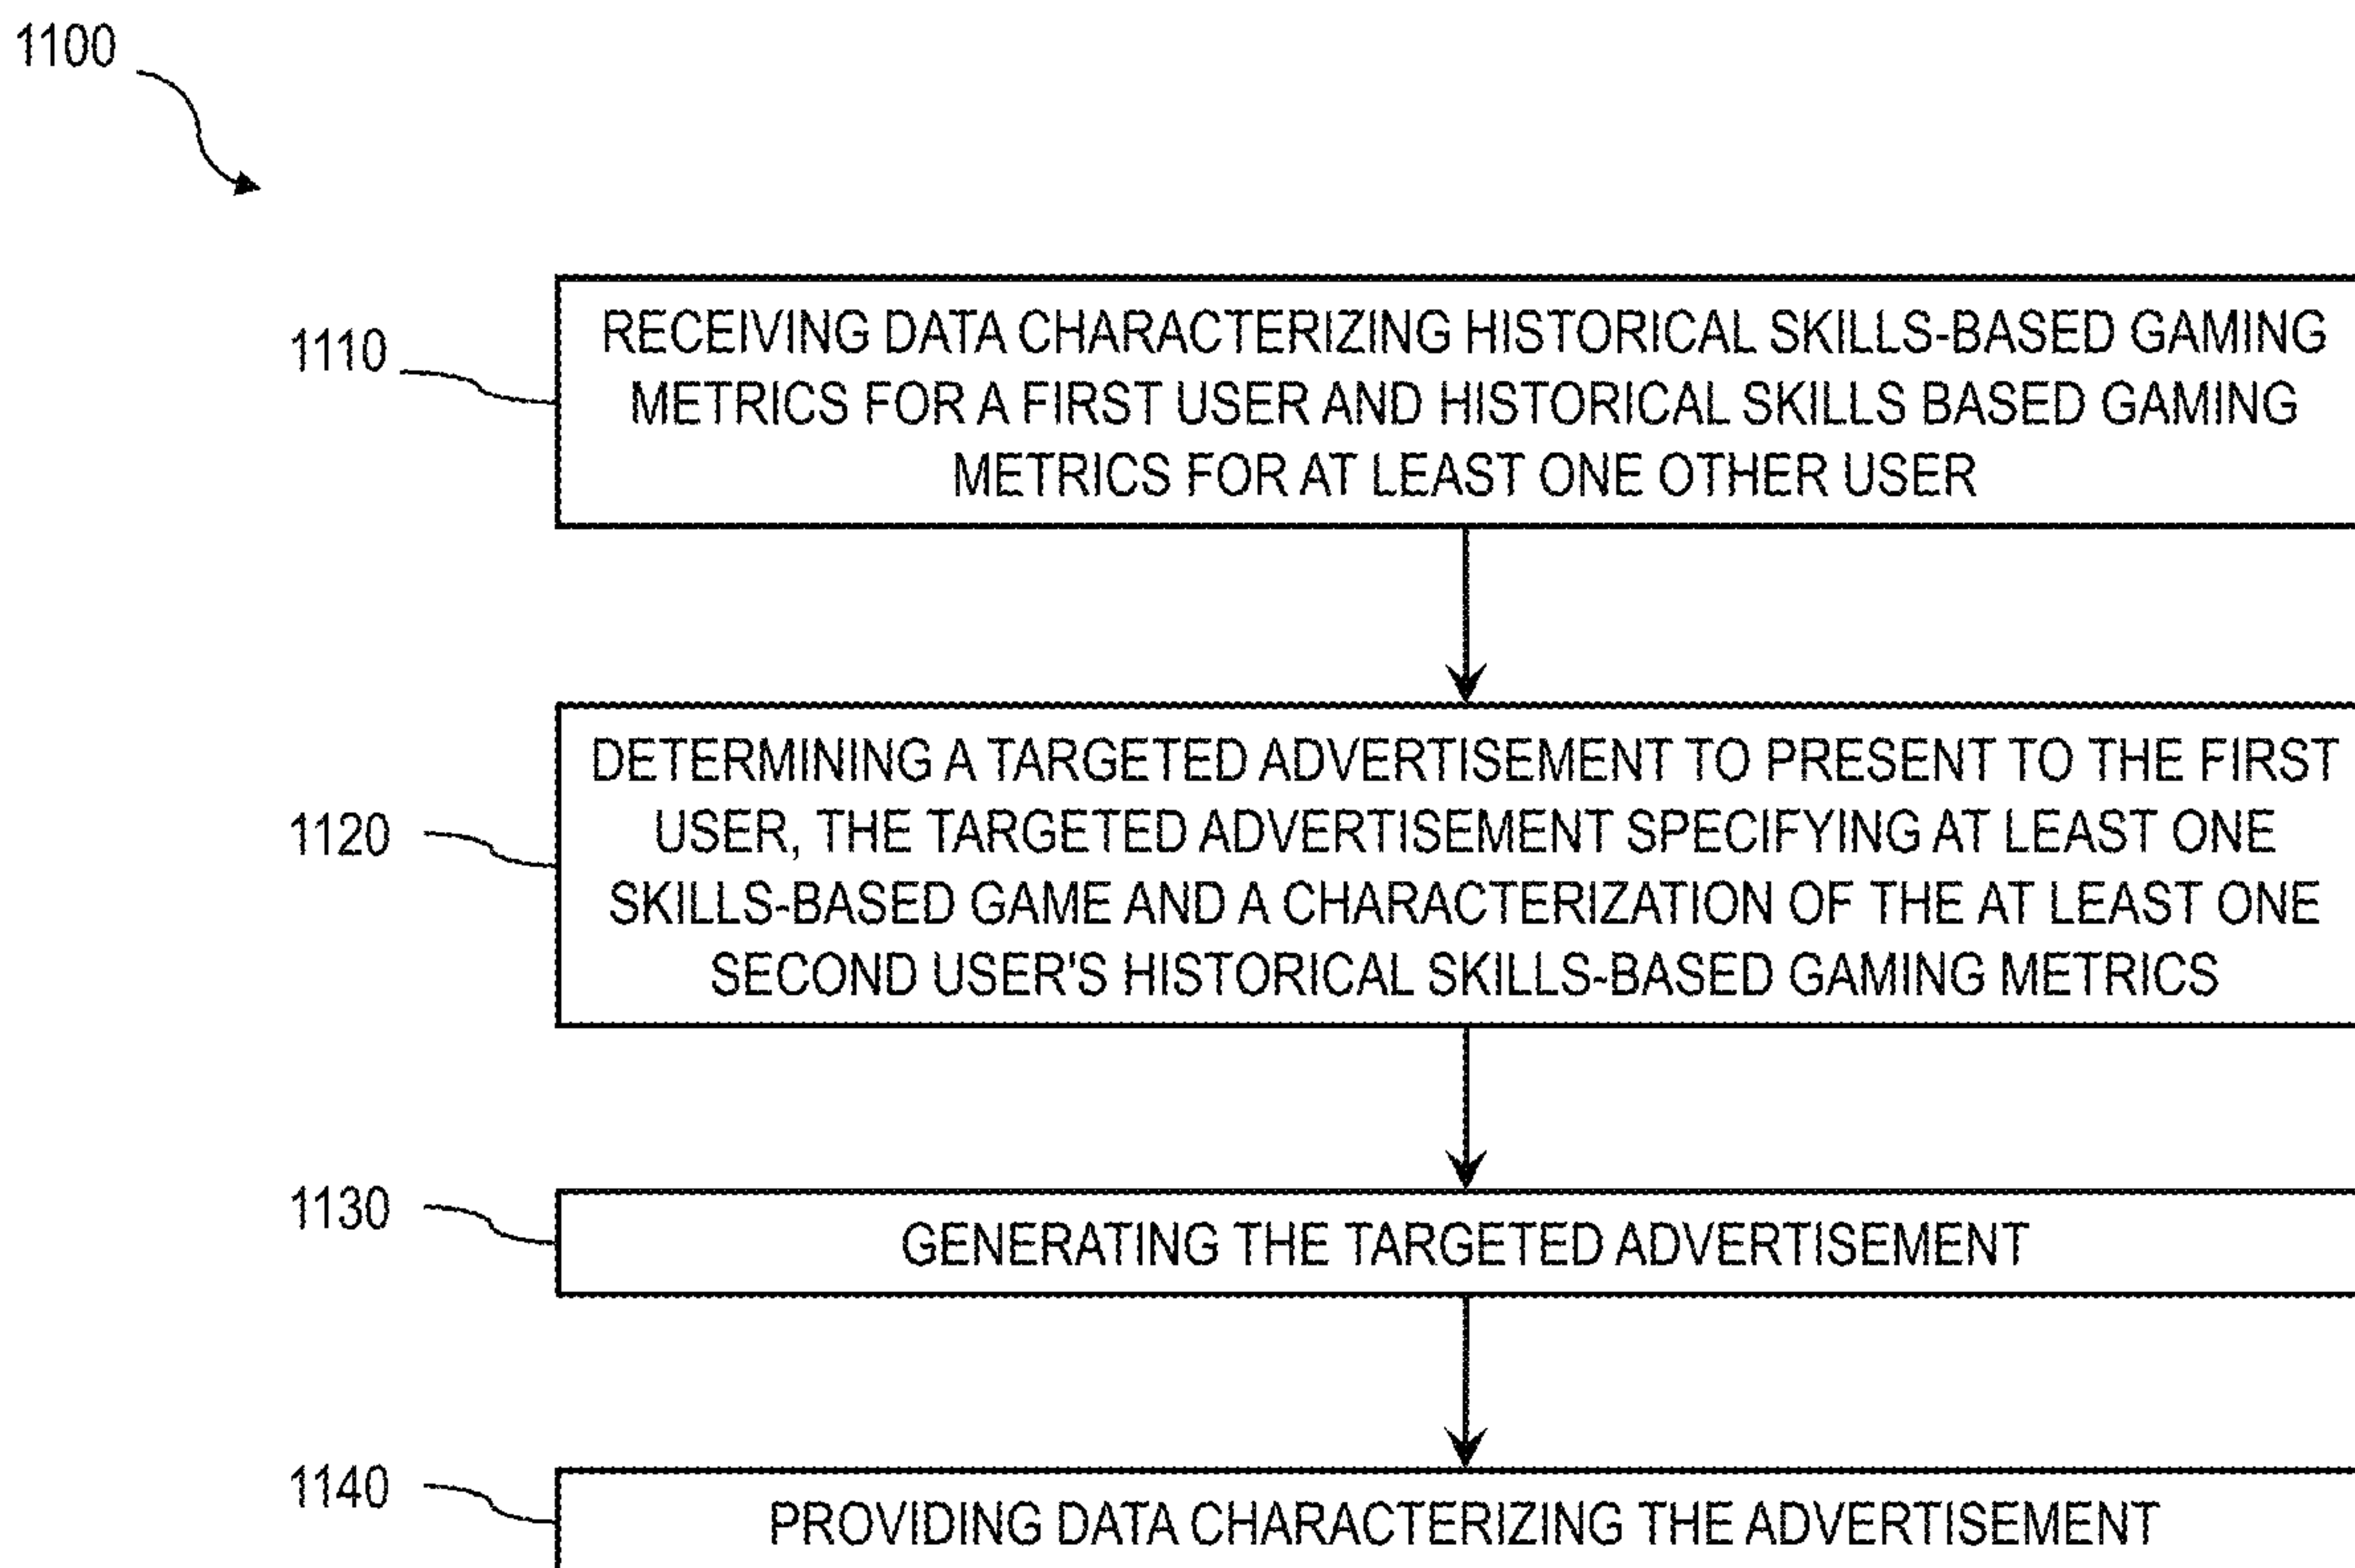 1100
1110
RECEIVING DATA CHARACTERIZING HISTORICAL SKILLS-BASED GAMING
METRICS FOR A FIRST USER AND HISTORICAL SKILLS BASED GAMING
METRICS FOR AT LEAST ONE OTHER USER
1120
DETERMINING A TARGETED ADVERTISEMENT TO PRESENT TO THE FIRST
USER, THE TARGETED ADVERTISEMENT SPECIFYING AT LEAST ONE
SKILLS-BASED GAME AND A CHARACTERIZATION OF THE AT LEAST ONE
SECOND USER'S HISTORICAL SKILLS-BASED GAMING METRICS
1130
GENERATING THE TARGETED ADVERTISEMENT
1140
PROVIDING DATA CHARACTERIZING THE ADVERTISEMENT